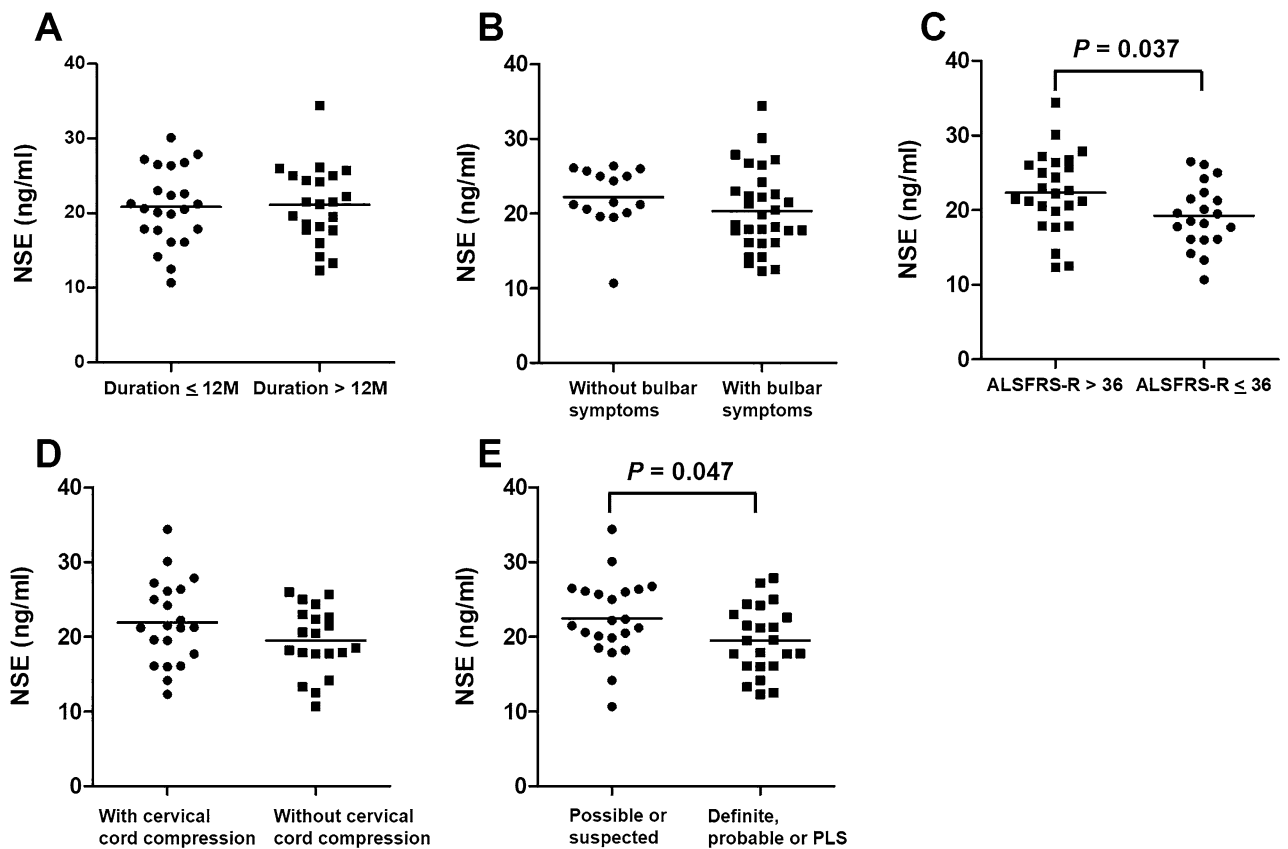 A
40
30
20
10
0
NSE (ng/ml)
Duration ≤ 12M
Duration > 12M
B
40
30
20
10
0
NSE (ng/ml)
Without bulbar
symptoms
With bulbar
symptoms
C
P = 0.037
40
30
20
10
0
NSE (ng/ml)
ALSFRS-R > 36
ALSFRS-R ≤ 36
D
40
30
20
10
0
NSE (ng/ml)
With cervical
cord compression
Without cervical
cord compression
E
P = 0.047
40
30
20
10
0
NSE (ng/ml)
Possible or
suspected
Definite,
probable or PLS